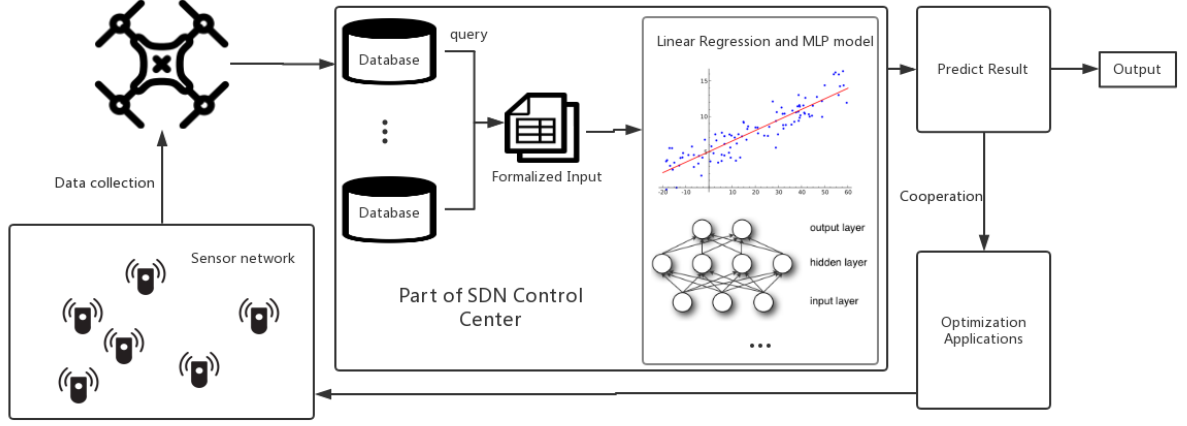 Data collection
Sensor network
Database
query
Database
Formalized Input
Part of SDN Control
Center
Linear Regression and MLP model
15
10
5
-20
-10
0
10
20
30
40
50
60
output layer
hidden layer
input layer
...
Predict Result
Output
Cooperation
Optimization
Applications